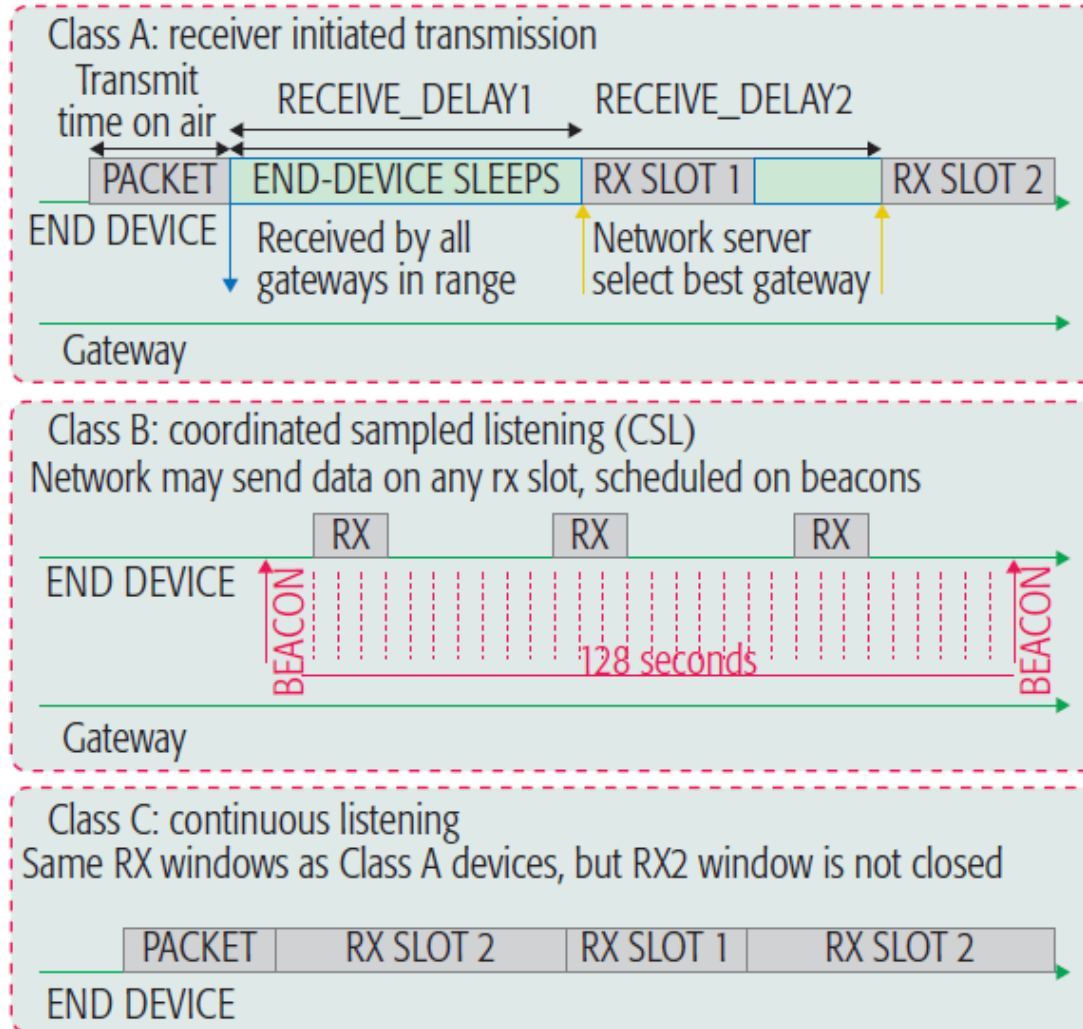 Class A: receiver initiated transmission
Transmit
time on air
RECEIVE_DELAY1
RECEIVE_DELAY2
PACKET
END-DEVICE SLEEPS
RX SLOT 1
RX SLOT 2
END DEVICE
Received by all
gateways in range
Network server
select best gateway
Gateway
Class B: coordinated sampled listening (CSL)
Network may send data on any rx slot, scheduled on beacons
RX
RX
RX
END DEVICE
BEACON
128 seconds
BEACON
Gateway
Class C: continuous listening
Same RX windows as Class A devices, but RX2 window is not closed
PACKET
RX SLOT 2
RX SLOT 1
RX SLOT 2
END DEVICE